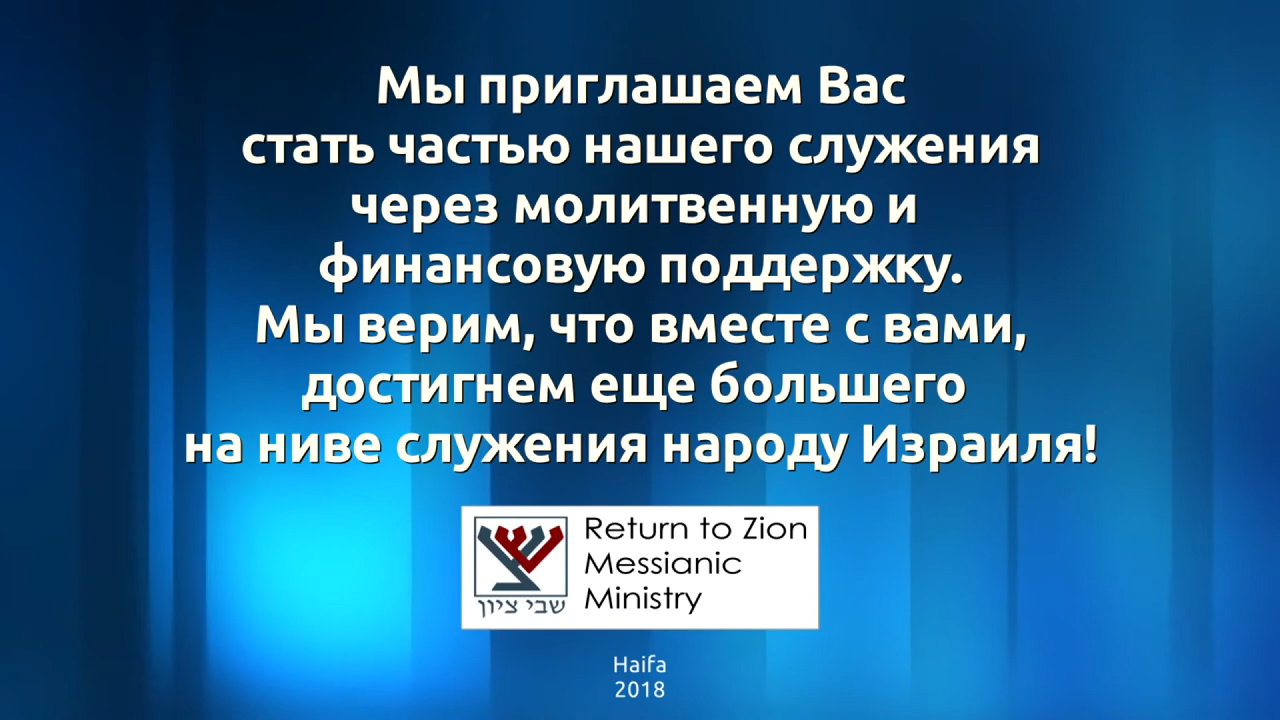 Мы приглашаем Вас
стать частью нашего служения
через молитвенную и
финансовую поддержку.
Мы верим, что вместе с вами,
достигнем еще большего
на ниве служения народу Израиля!
Return to Zion
Messianic
Ministry
שבי ציון
Haifa
2018